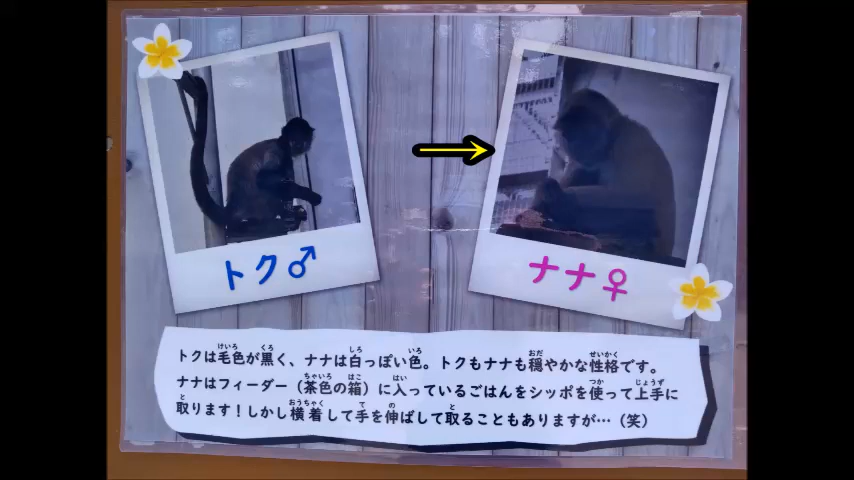 トク♂
ナナ♀
トクは毛色が黒く、ナナは白っぽい色。トクもナナも穏やかな性格です。
ナナはフィーダー（茶色の箱）に入っているごはんをシッポを使って上手に
取ります！しかし横着して手を伸ばして取ることもありますが…（笑）